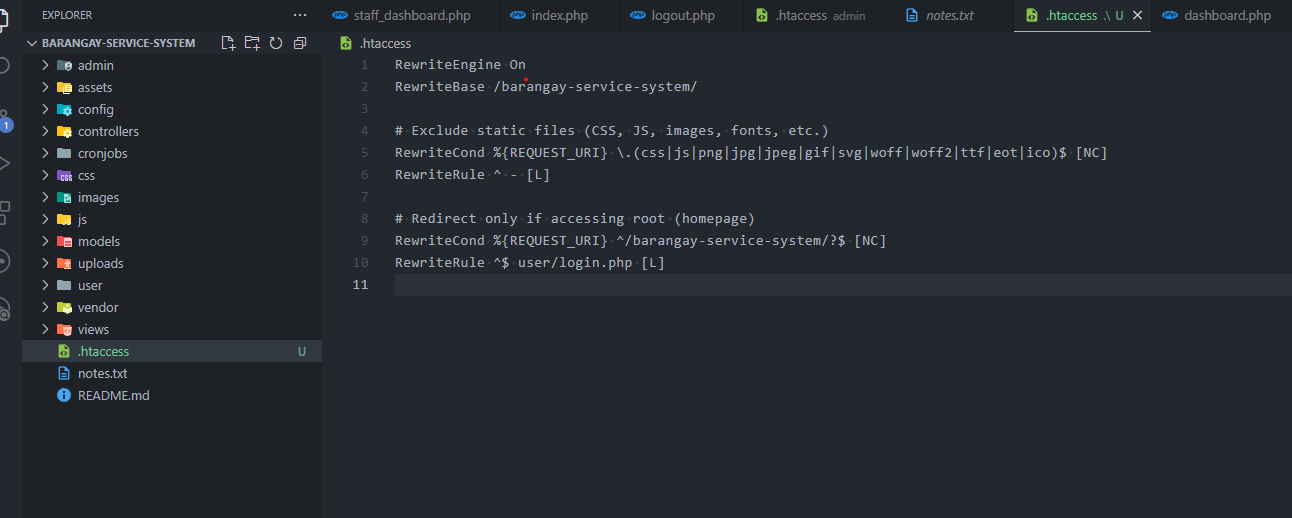 EXPLORER
staff_dashboard.php
index.php
logout.php
.htaccess admin
notes.txt
.htaccess .\ U
dashboard.php
BARANGAY-SERVICE-SYSTEM
admin
assets
config
controllers
cronjobs
css
images
js
models
uploads
user
vendor
views
.htaccess U
notes.txt
README.md
1
.htaccess
1 RewriteEngine On
2 RewriteBase /barangay-service-system/
3
4 # Exclude static files (CSS, JS, images, fonts, etc.)
5 RewriteCond %{REQUEST_URI} \.(css|js|png|jpg|jpeg|gif|svg|woff|woff2|ttf|eot|ico)$ [NC]
6 RewriteRule ^ - [L]
7
8 # Redirect only if accessing root (homepage)
9 RewriteCond %{REQUEST_URI} ^/barangay-service-system/?$ [NC]
10 RewriteRule ^$ user/login.php [L]
11